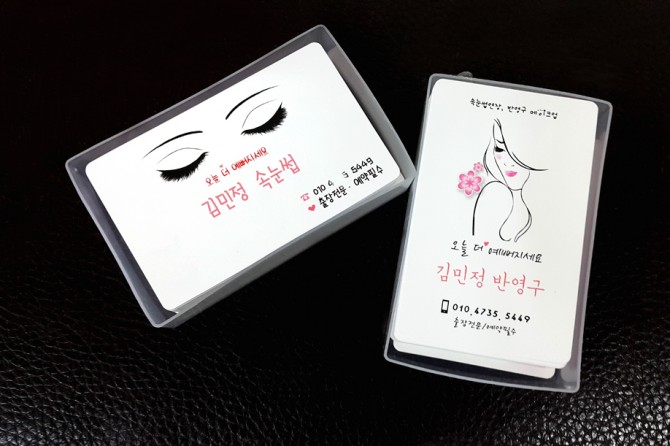 오늘 더 예뻐지세요
김민정 속눈썹
010 4 5449
출장전문 · 예약필수
속눈썹연장, 반영구 메이크업
오늘 더 예뻐지세요
김민정 반영구
010. 4735. 5449
출장전문/예약필수